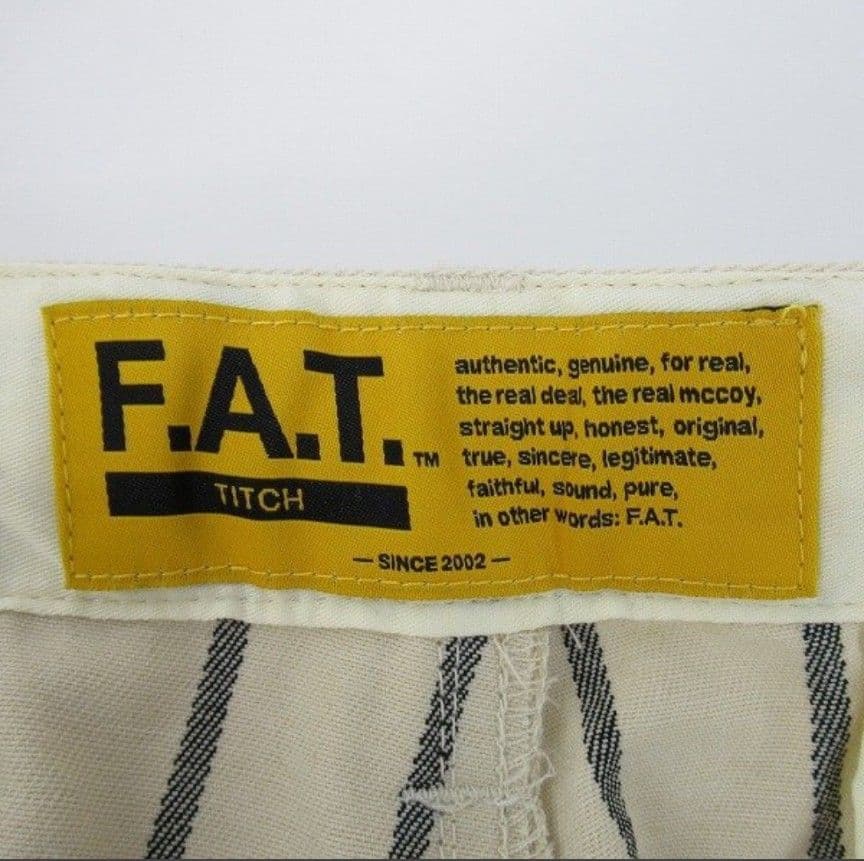 F.A.T.™
TITCH
authentic, genuine, for real,
the real deal, the real mccoy,
straight up, honest, original,
true, sincere, legitimate,
faithful, sound, pure,
in other words: F.A.T.
— SINCE 2002 —